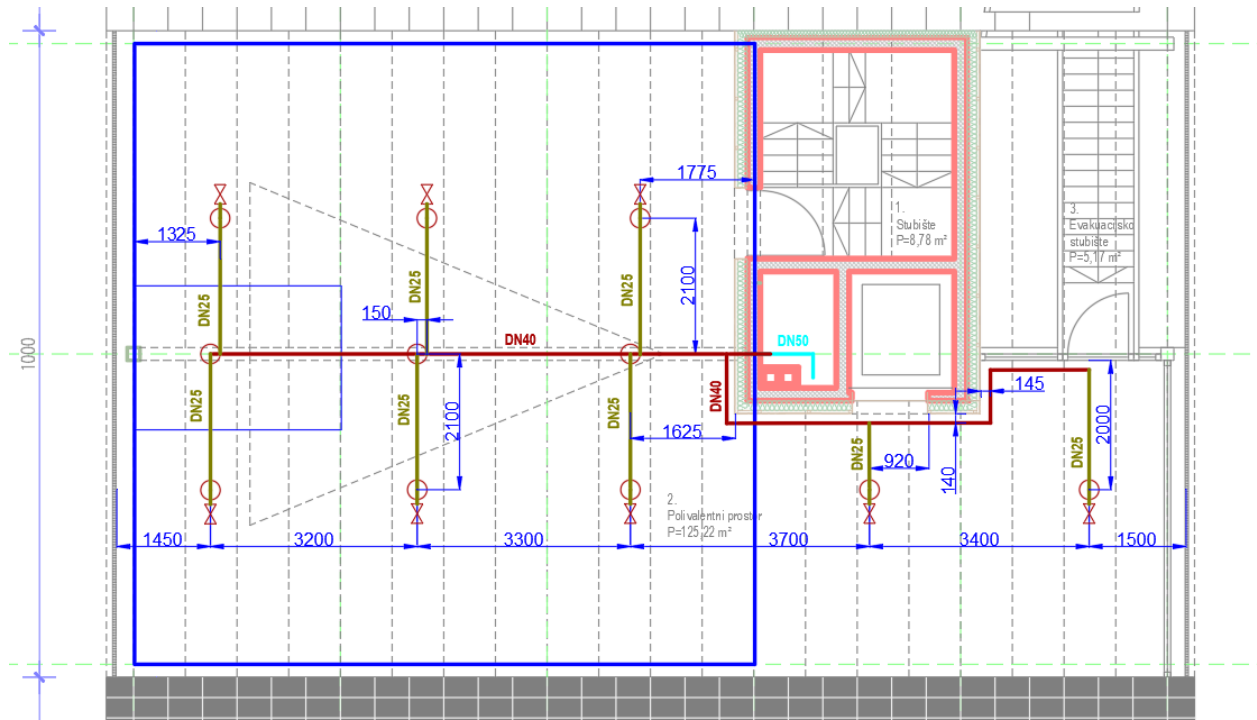 1775
1.
Stubište
P=8,78 m²
3.
Evakuacijsko
stubište
P=5,17 m²
1325
DN25
DN25
DN25
2100
150
DN40
DN50
1000
DN25
DN25
DN25
2100
DN40
145
1625
DN25
920
140
DN25
2000
2.
Polivalentni prostor
P=125,22 m²
1450
3200
3300
3700
3400
1500